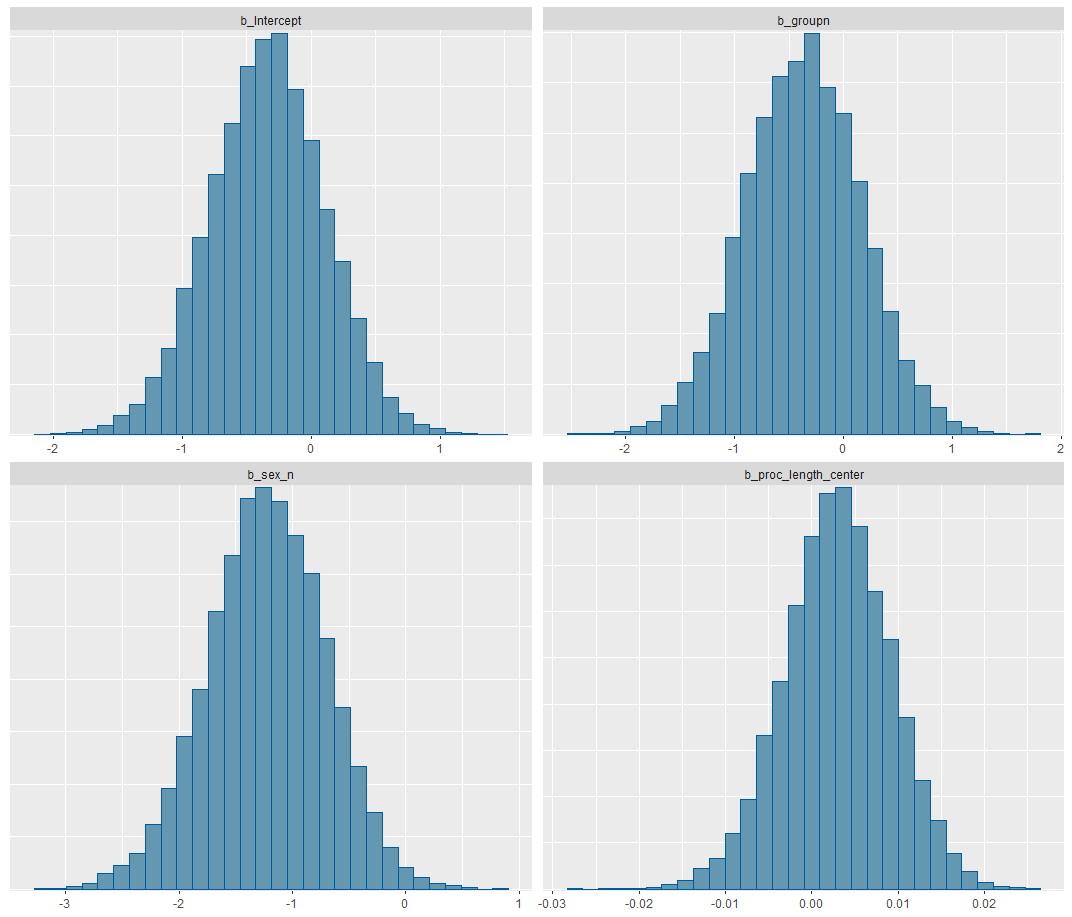 b_Intercept
b_groupn
-2 -1 0 1
-2 -1 0 1 2
b_sex_n
b_proc_length_center
-3 -2 -1 0 1
-0.03 -0.02 -0.01 0.00 0.01 0.02